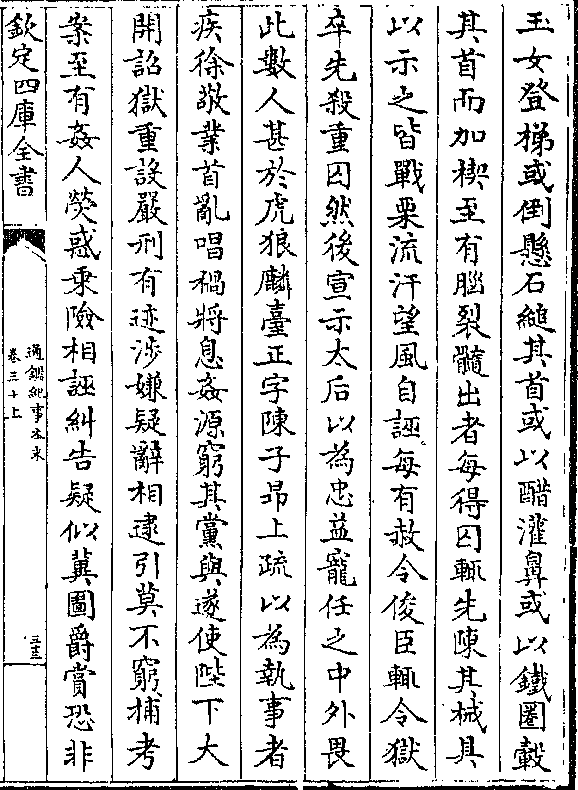 玉女登梯或倒懸石縋其首或以醋灌鼻或以鐵圈轂
其首而加楔至有腦裂髓出者每得囚輒先陳其械具
以示之皆戰栗流汗望風自誣每有赦令俊臣輒令獄
卒先殺重囚然後宣示太后以為忠益寵任之中外畏
此數人甚於虎狼麟臺正字陳子昻上疏以為執事者
疾徐敬業首亂唱禍將息姦源窮其黨與遂使陛下大
開詔獄重設嚴刑有迹涉嫌疑辭相逮引莫不窮捕考
案至有姦人熒惑乘險相誣糾告疑似冀圖爵賞恐非
欽定四庫全書
通鑑紀事本末
卷三十上
三十三